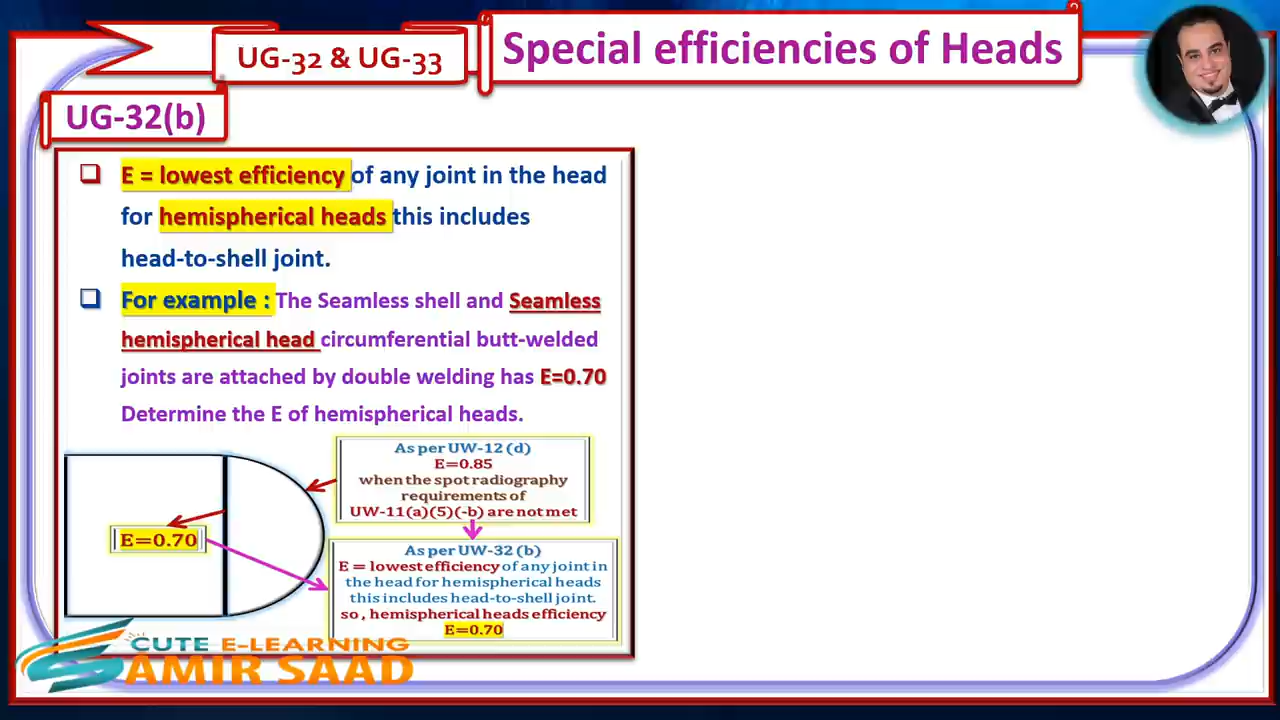 UG-32 & UG-33
Special efficiencies of Heads
UG-32(b)
E = lowest efficiency of any joint in the head
for hemispherical heads this includes
head-to-shell joint.
For example : The Seamless shell and Seamless
hemispherical head circumferential butt-welded
joints are attached by double welding has E=0.70
Determine the E of hemispherical heads.
As per UW-12 (d)
E=0.85
when the spot radiography
requirements of
UW-11(a)(5)(-b) are not met
E=0.70
As per UW-32 (b)
E = lowest efficiency of any joint in
the head for hemispherical heads
this includes head-to-shell joint.
so , hemispherical heads efficiency
E=0.70
CUTE E-LEARNING
AMIR SAAD